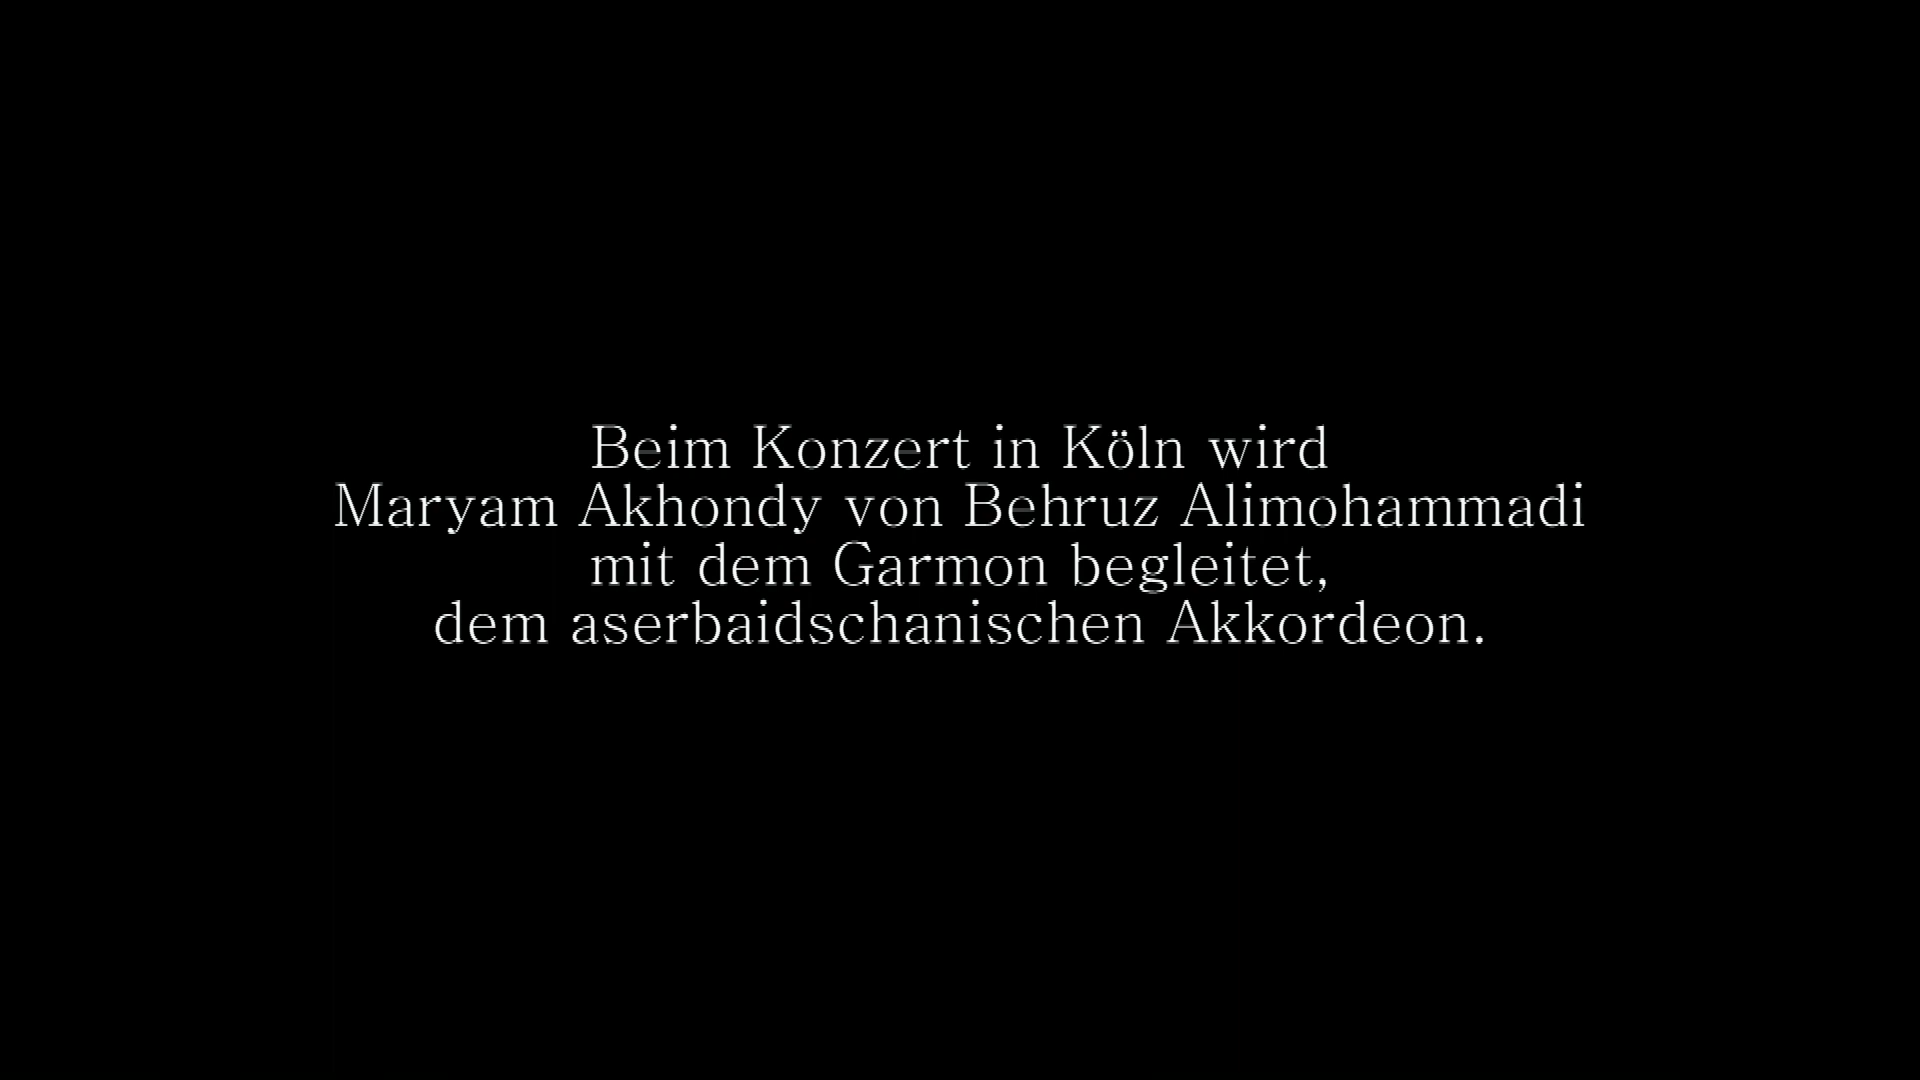 Beim Konzert in Köln wird
Maryam Akhondy von Behruz Alimohammadi
mit dem Garmon begleitet,
dem aserbaidschanischen Akkordeon.